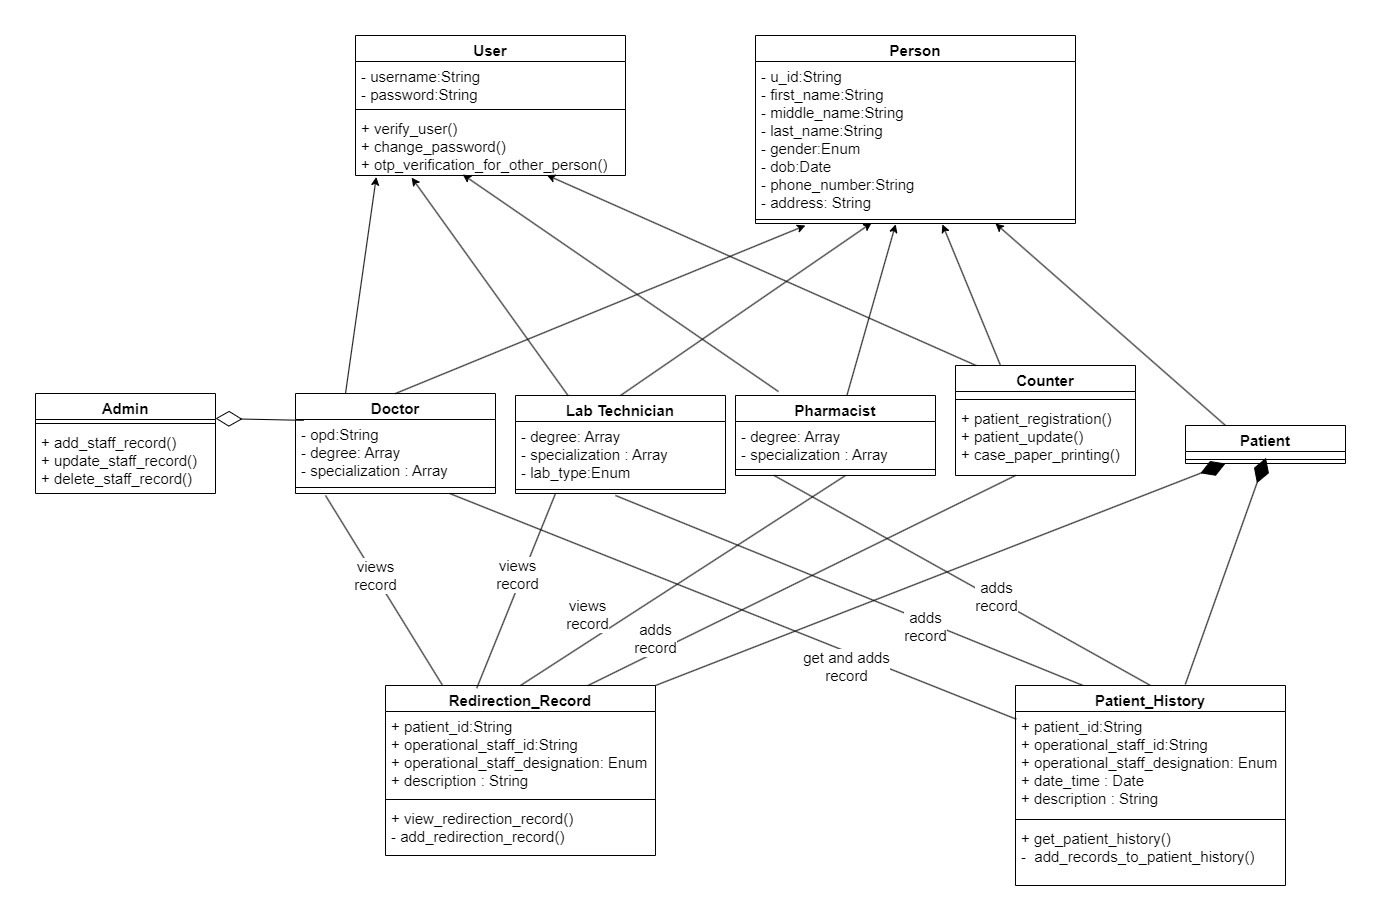 User
- username:String
- password:String
+ verify_user()
+ change_password()
+ otp_verification_for_other_person()
Person
- u_id:String
- first_name:String
- middle_name:String
- last_name:String
- gender:Enum
- dob:Date
- phone_number:String
- address: String
Admin
+ add_staff_record()
+ update_staff_record()
+ delete_staff_record()
Doctor
- opd:String
- degree: Array
- specialization : Array
Lab Technician
- degree: Array
- specialization : Array
- lab_type:Enum
Pharmacist
- degree: Array
- specialization : Array
Counter
+ patient_registration()
+ patient_update()
+ case_paper_printing()
Patient
views
record
views
record
views
record
adds
record
get and adds
record
adds
record
adds
record
Redirection_Record
+ patient_id:String
+ operational_staff_id:String
+ operational_staff_designation: Enum
+ description : String
+ view_redirection_record()
- add_redirection_record()
Patient_History
+ patient_id:String
+ operational_staff_id:String
+ operational_staff_designation: Enum
+ date_time : Date
+ description : String
+ get_patient_history()
- add_records_to_patient_history()